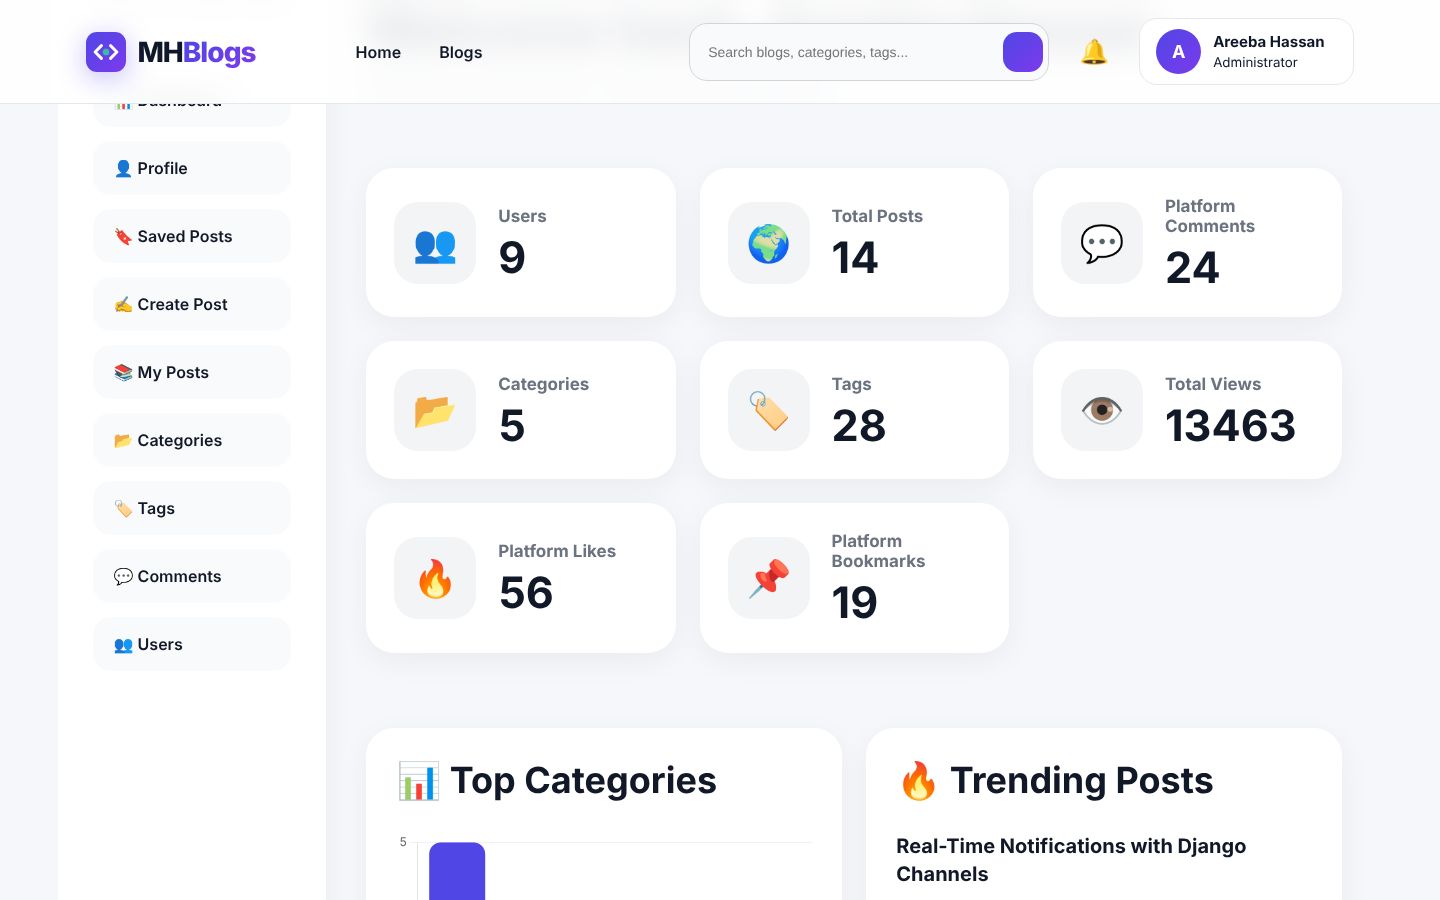 MHBlogs
Home
Blogs
Search blogs, categories, tags...
A
Areeba Hassan
Administrator
Dashboard
Profile
Saved Posts
Create Post
My Posts
Categories
Tags
Comments
Users
Users
9
Total Posts
14
Platform
Comments
24
Categories
5
Tags
28
Total Views
13463
Platform Likes
56
Platform
Bookmarks
19
Top Categories
5
Trending Posts
Real-Time Notifications with Django
Channels